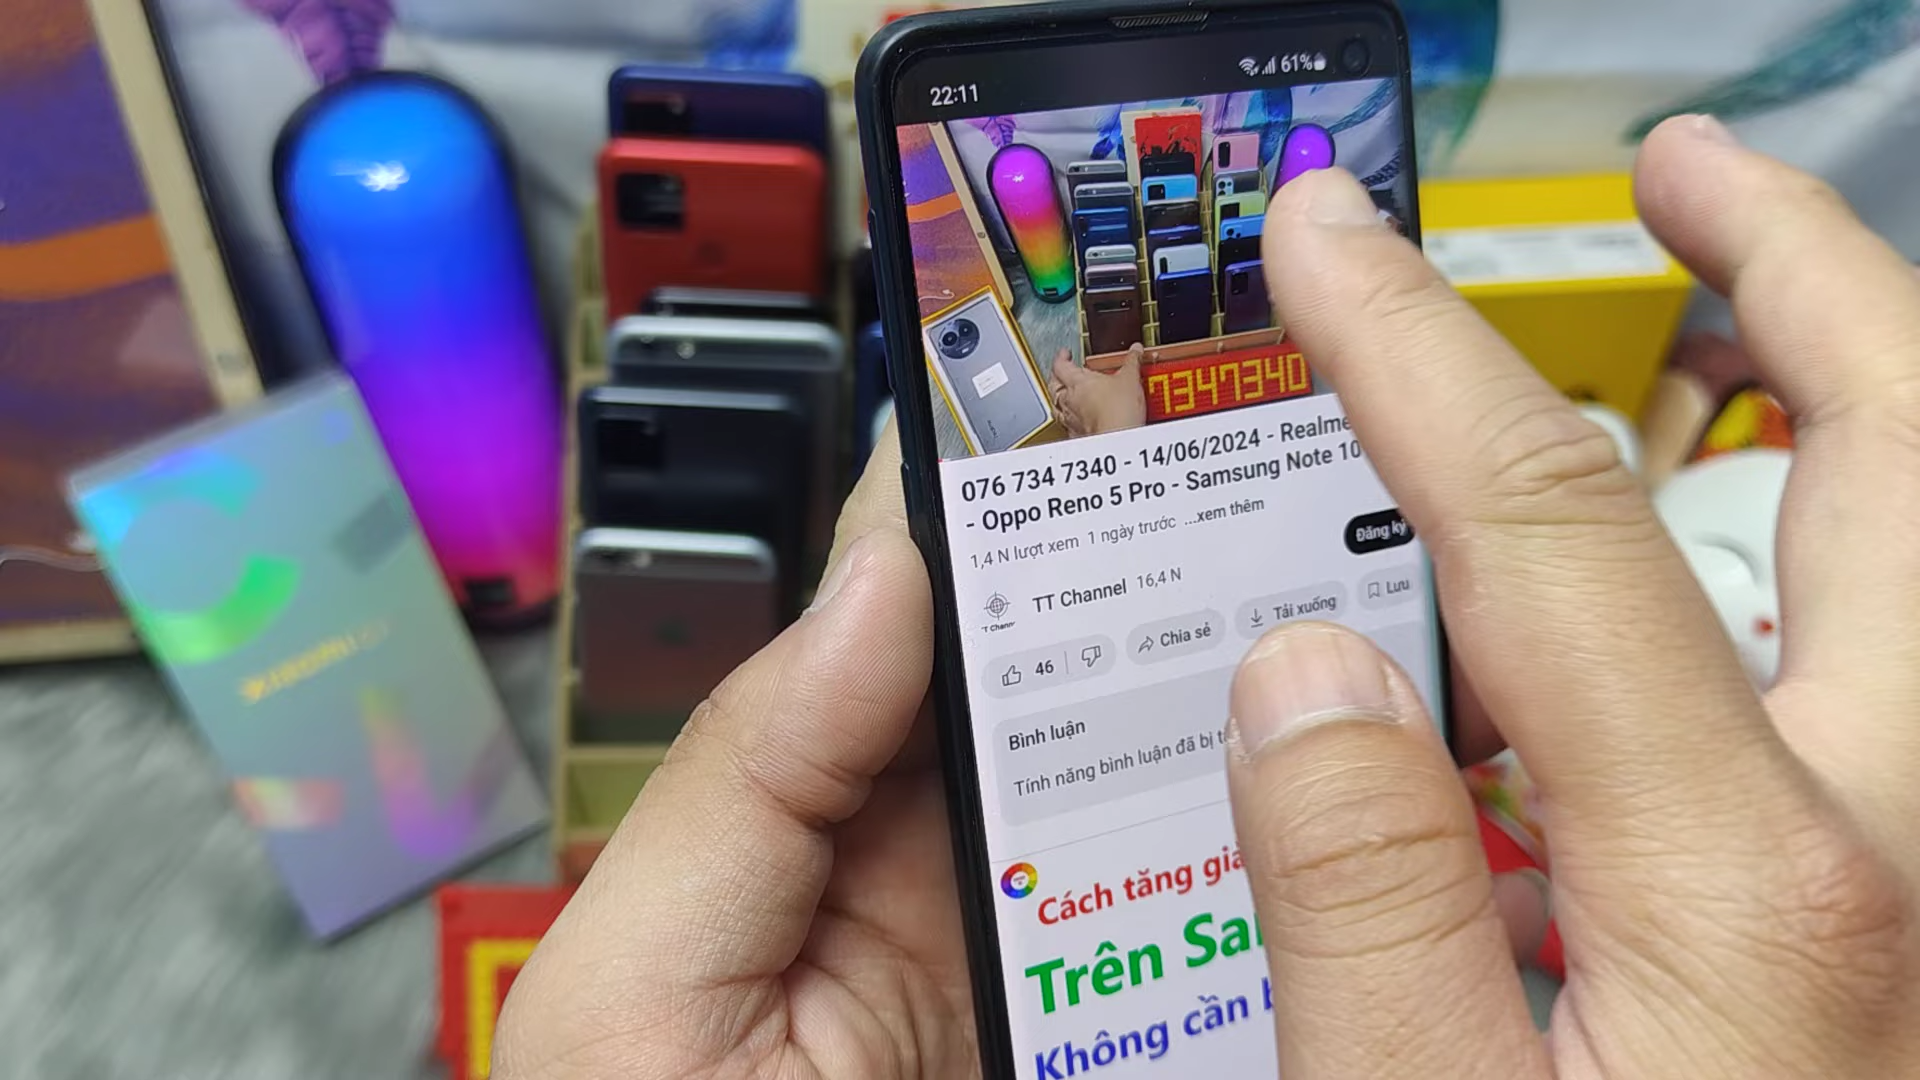 22:11
61%
7347340
076 734 7340 - 14/06/2024 - Realme
- Oppo Reno 5 Pro - Samsung Note 10
1,4 N lượt xem 1 ngày trước ...xem thêm
Đăng ký
TT Channel 16,4 N
46
Chia sẻ
Tải xuống
Lưu
Bình luận
Tính năng bình luận đã bị
Cách tăng
Trên
Không cần